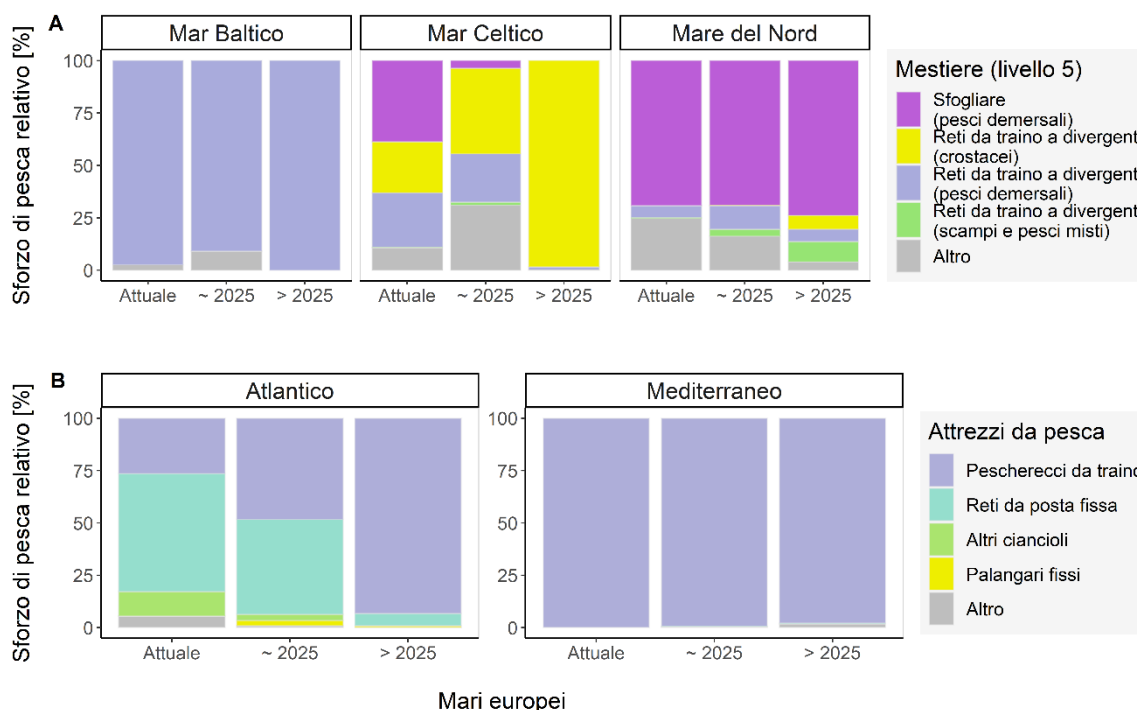 A
Mar Baltico
Mar Celtico
Mare del Nord
Sforzo di pesca relativo [%]
100
75
50
25
0
Attuale
~ 2025
> 2025
Attuale
~ 2025
> 2025
Attuale
~ 2025
> 2025
Mestiere (livello 5)
Sfogliare
(pesci demersali)
Reti da traino a divergent
(crostacei)
Reti da traino a divergent
(pesci demersali)
Reti da traino a divergent
(scampi e pesci misti)
Altro
B
Atlantico
Mediterraneo
Sforzo di pesca relativo [%]
100
75
50
25
0
100
75
50
25
0
Attuale
~ 2025
> 2025
Attuale
~ 2025
> 2025
Attrezzi da pesca
Pescherecci da traino
Reti da posta fissa
Altri ciancioli
Palangari fissi
Altro
Mari europei